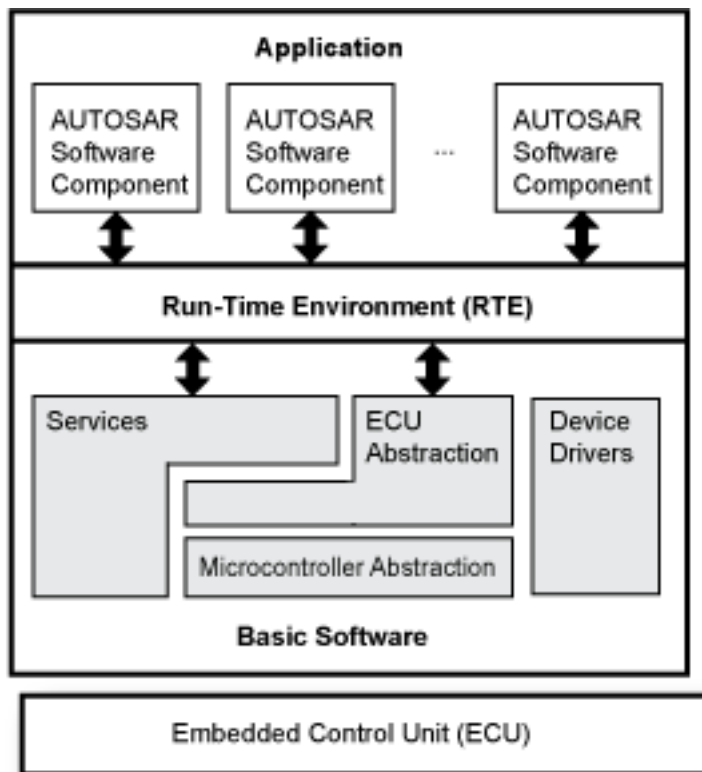 Application
AUTOSAR
Software
Component
AUTOSAR
Software
Component
...
AUTOSAR
Software
Component
Run-Time Environment (RTE)
Services
ECU
Abstraction
Device
Drivers
Microcontroller Abstraction
Basic Software
Embedded Control Unit (ECU)